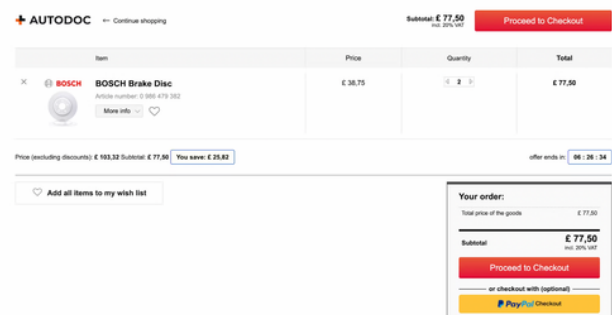 AUTODOC
← Continue shopping
Subtotal: £ 77,50
incl. 20% VAT
Proceed to Checkout
Item Price Quantity Total
× BOSCH BOSCH Brake Disc £ 38,75 2 £ 77,50
Article number: 0 986 479 382
More info
Price (excluding discounts): £ 103,32 Subtotal: £ 77,50 You save: £ 25,82 offer ends in: 06 : 26 : 34
Add all items to my wish list
Your order:
Total price of the goods £ 77,50
Subtotal £ 77,50
incl. 20% VAT
Proceed to Checkout
or checkout with (optional)
PayPal Checkout